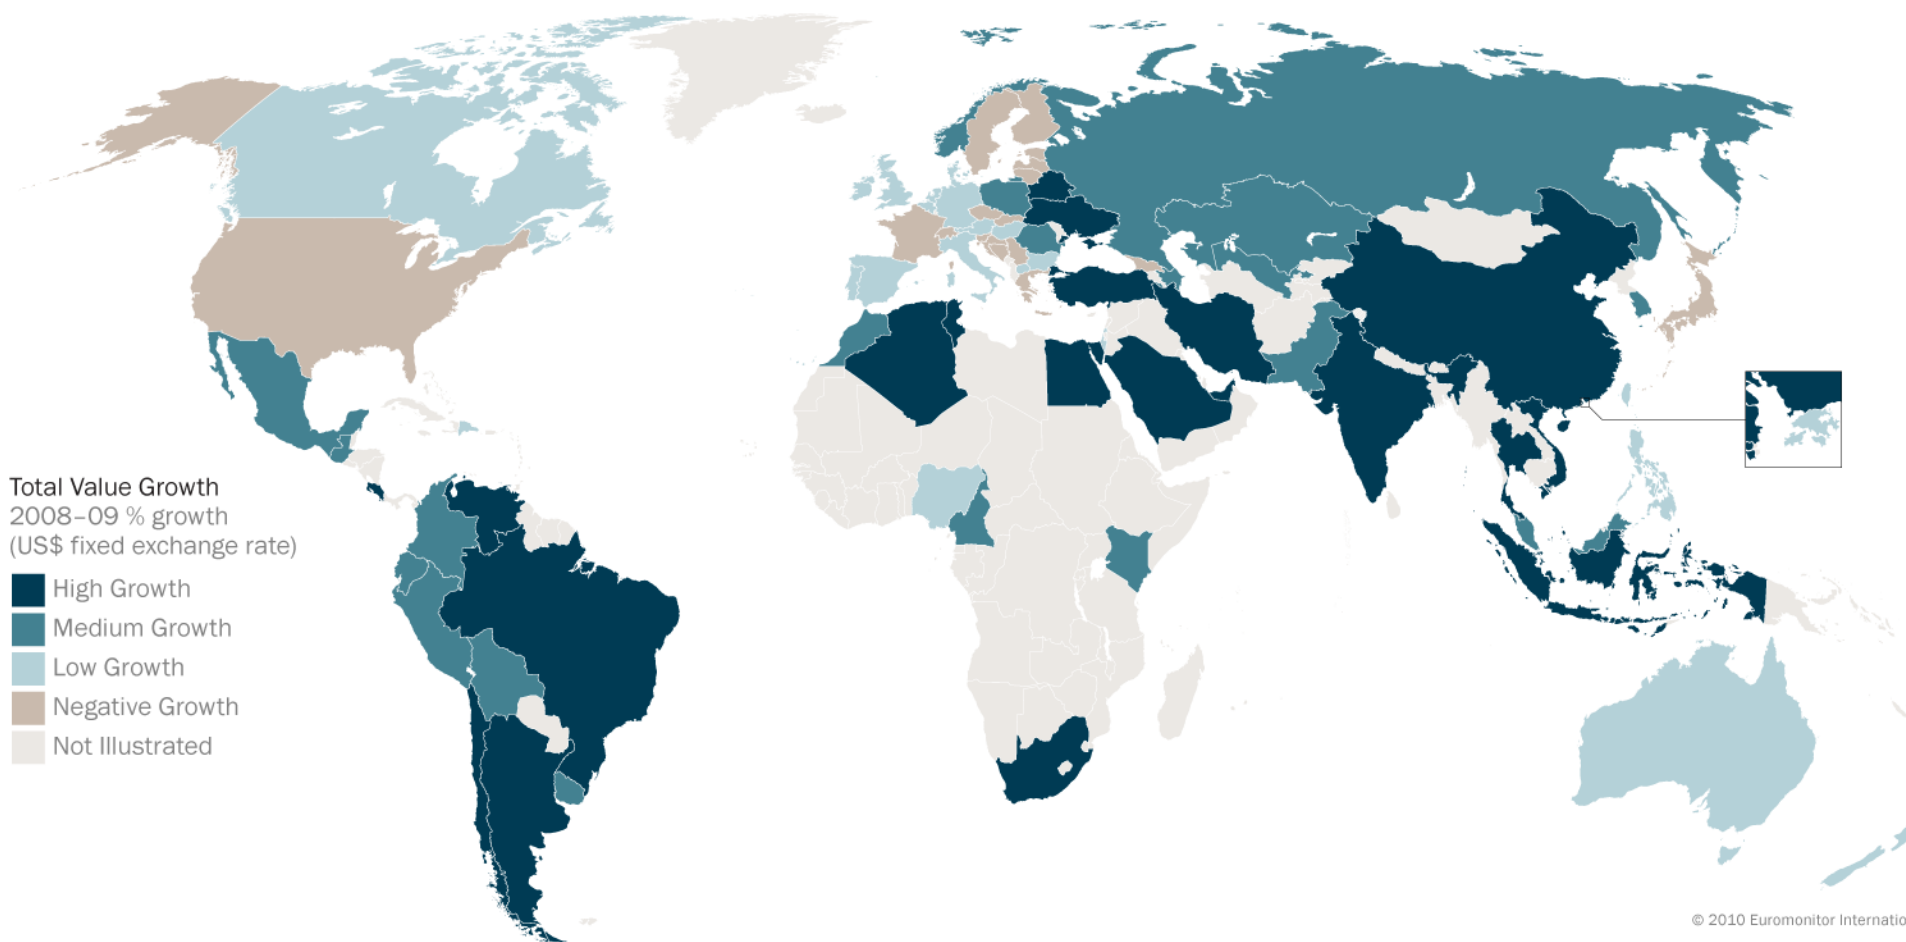 Total Value Growth
2008–09 % growth
(US$ fixed exchange rate)
High Growth
Medium Growth
Low Growth
Negative Growth
Not Illustrated
© 2010 Euromonitor Internatio